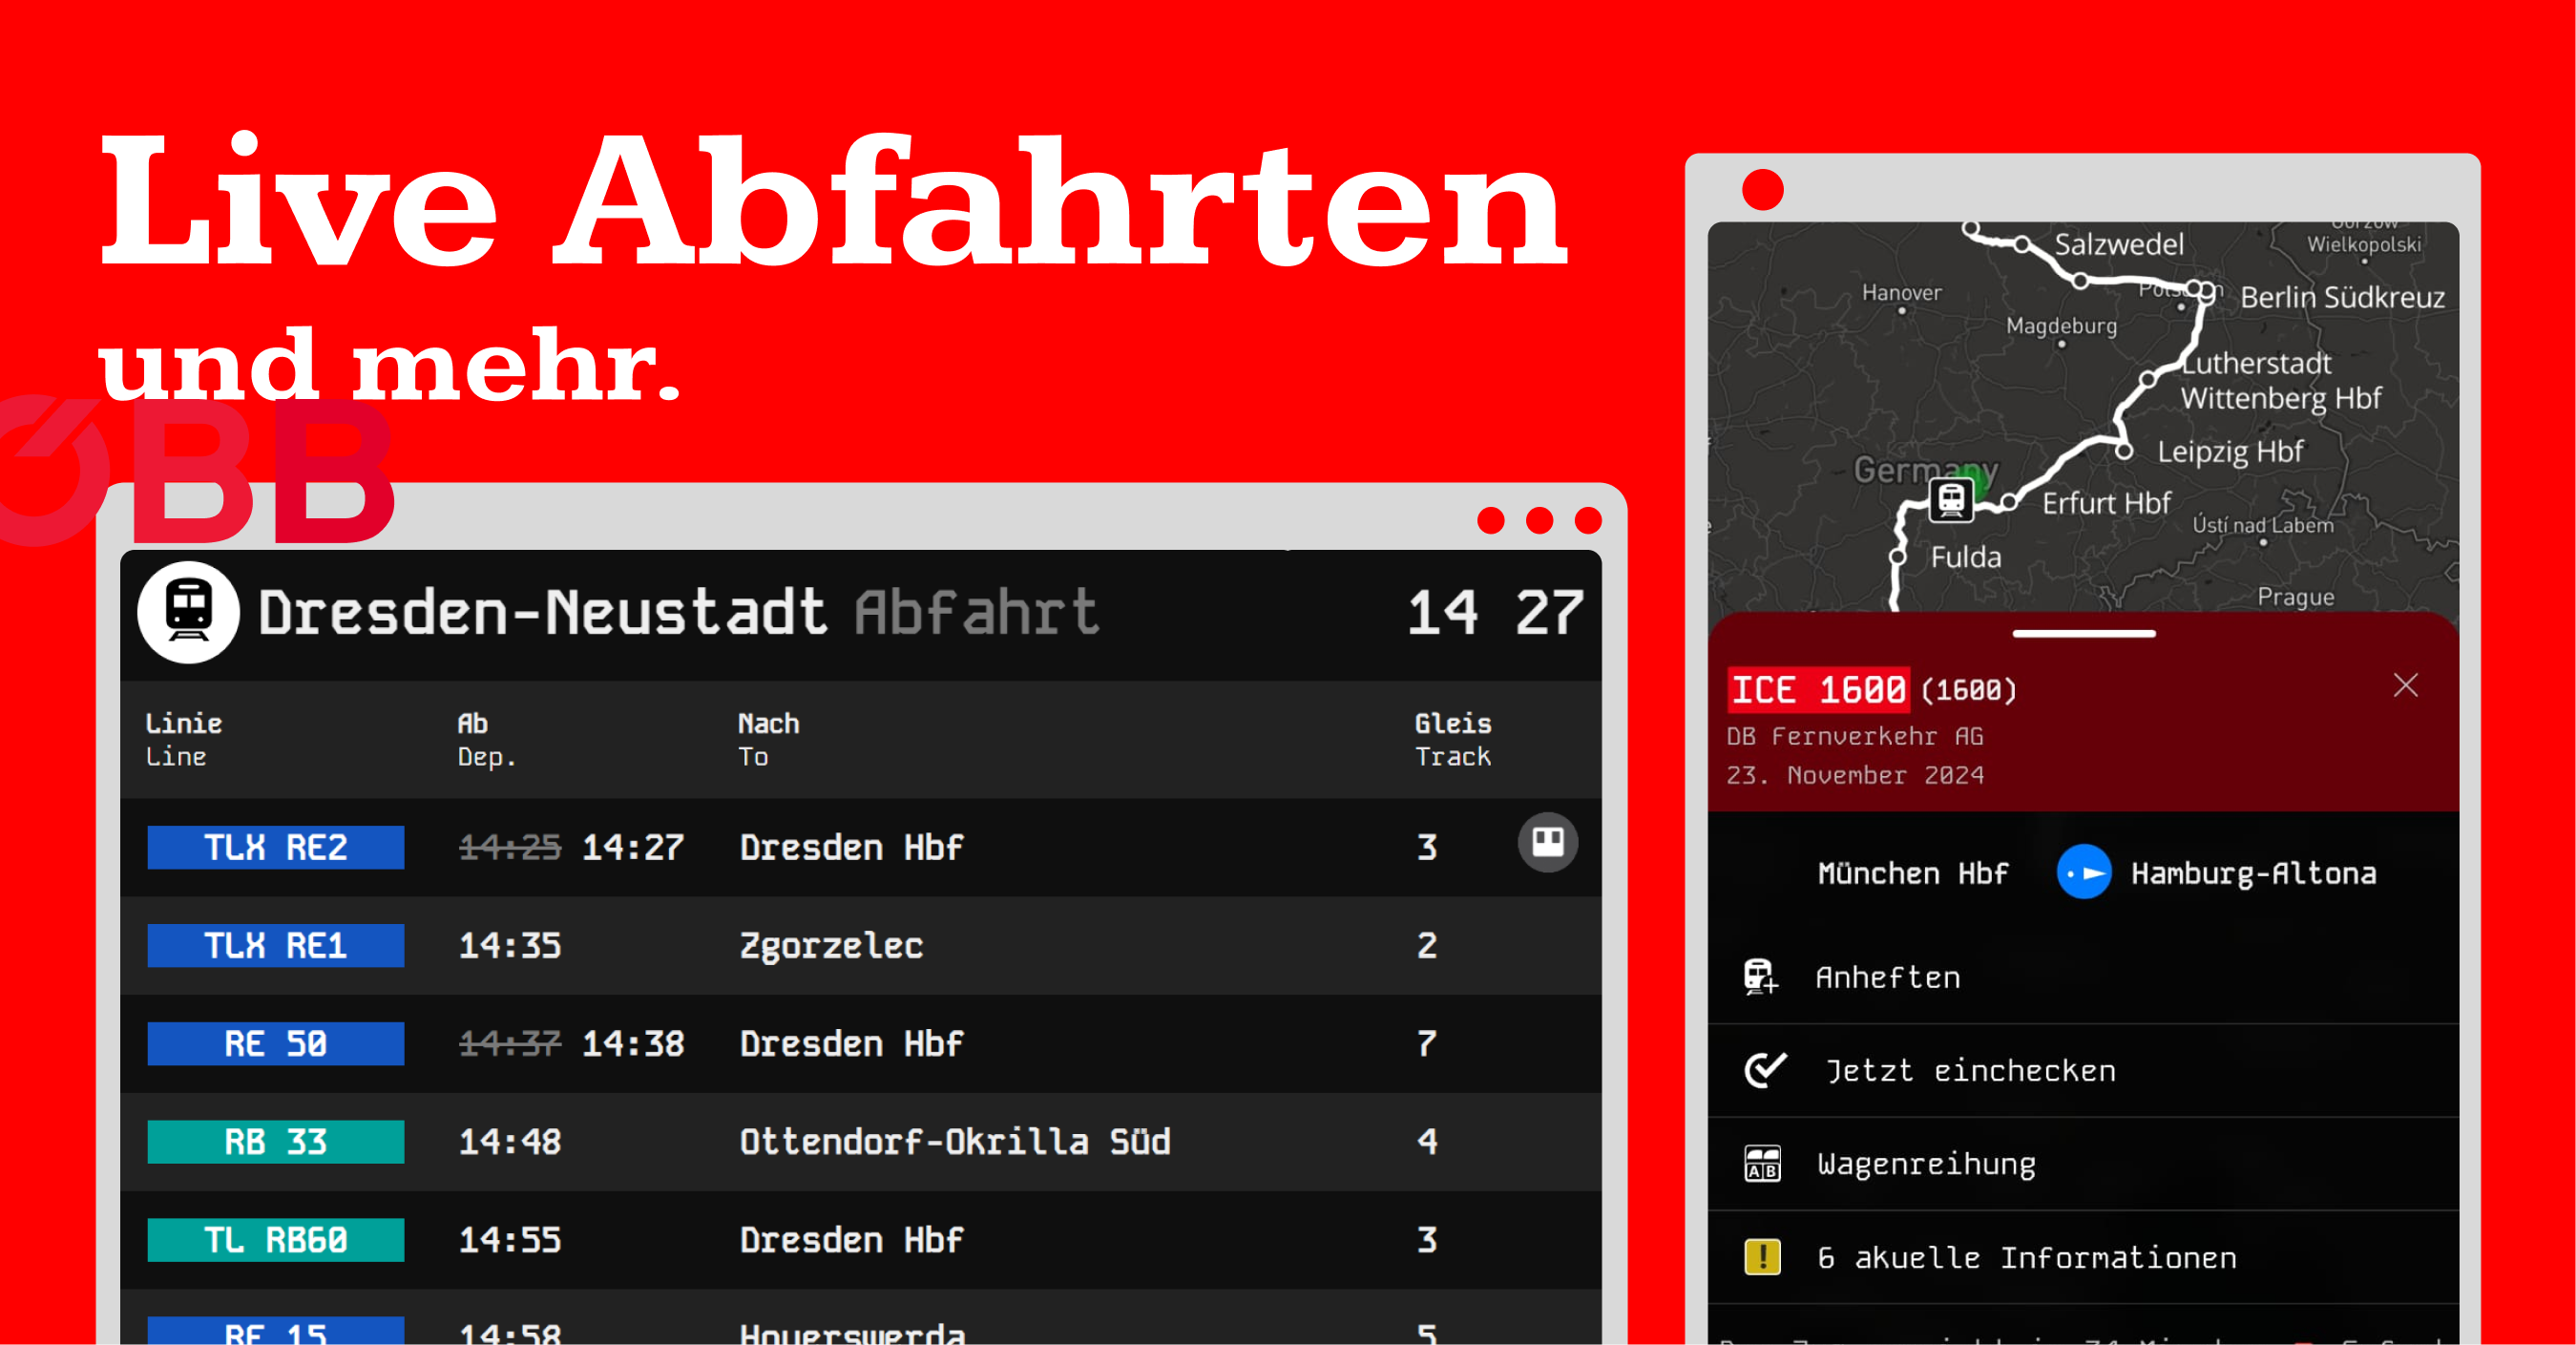 Live Abfahrten
und mehr.
ÖBB
Dresden-Neustadt Abfahrt 14 27
Linie Ab Nach Gleis
Line Dep. To Track
TLX RE2 14:25 14:27 Dresden Hbf 3
TLX RE1 14:35 Zgorzelec 2
RE 50 14:37 14:38 Dresden Hbf 7
RB 33 14:48 Ottendorf-Okrilla Süd 4
TL RB60 14:55 Dresden Hbf 3
RE 15 14:58 Hoyerswerda 5
Salzwedel
Wielkopolski
Hanover
Berlin Südkreuz
Magdeburg
Lutherstadt
Wittenberg Hbf
Leipzig Hbf
Germany
Erfurt Hbf
Ústí nad Labem
Fulda
Prague
ICE 1600 (1600)
DB Fernverkehr AG
23. November 2024
München Hbf Hamburg-Altona
Anheften
Jetzt einchecken
A B
Wagenreihung
! 6 akuelle Informationen